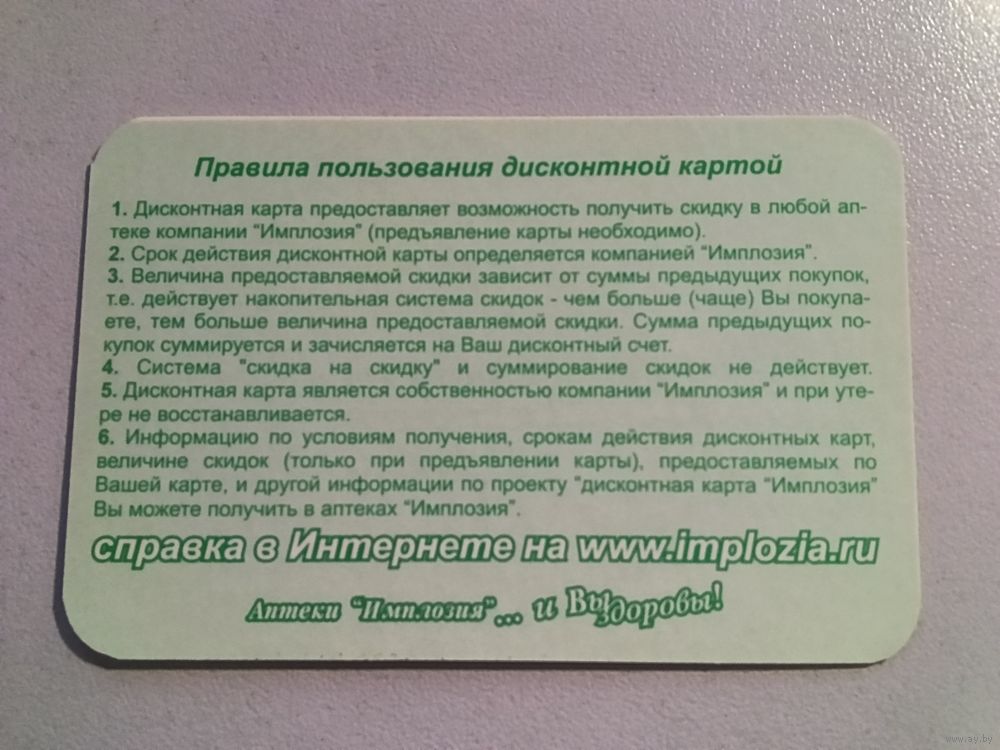 Правила пользования дисконтной картой
1. Дисконтная карта предоставляет возможность получить скидку в любой ап-
теке компании "Имплозия" (предъявление карты необходимо).
2. Срок действия дисконтной карты определяется компанией "Имплозия".
3. Величина предоставляемой скидки зависит от суммы предыдущих покупок,
т.е. действует накопительная система скидок - чем больше (чаще) Вы покупа-
ете, тем больше величина предоставляемой скидки. Сумма предыдущих по-
купок суммируется и зачисляется на Ваш дисконтный счет.
4. Система "скидка на скидку" и суммирование скидок не действует.
5. Дисконтная карта является собственностью компании "Имплозия" и при уте-
ре не восстанавливается.
6. Информацию по условиям получения, срокам действия дисконтных карт,
величине скидок (только при предъявлении карты), предоставляемых по
Вашей карте, и другой информации по проекту "дисконтная карта "Имплозия"
Вы можете получить в аптеках "Имплозия".
справка в Интернете на www.implozia.ru
Аптеки "Имплозия"... и Вы здоровы!
www.ay.by